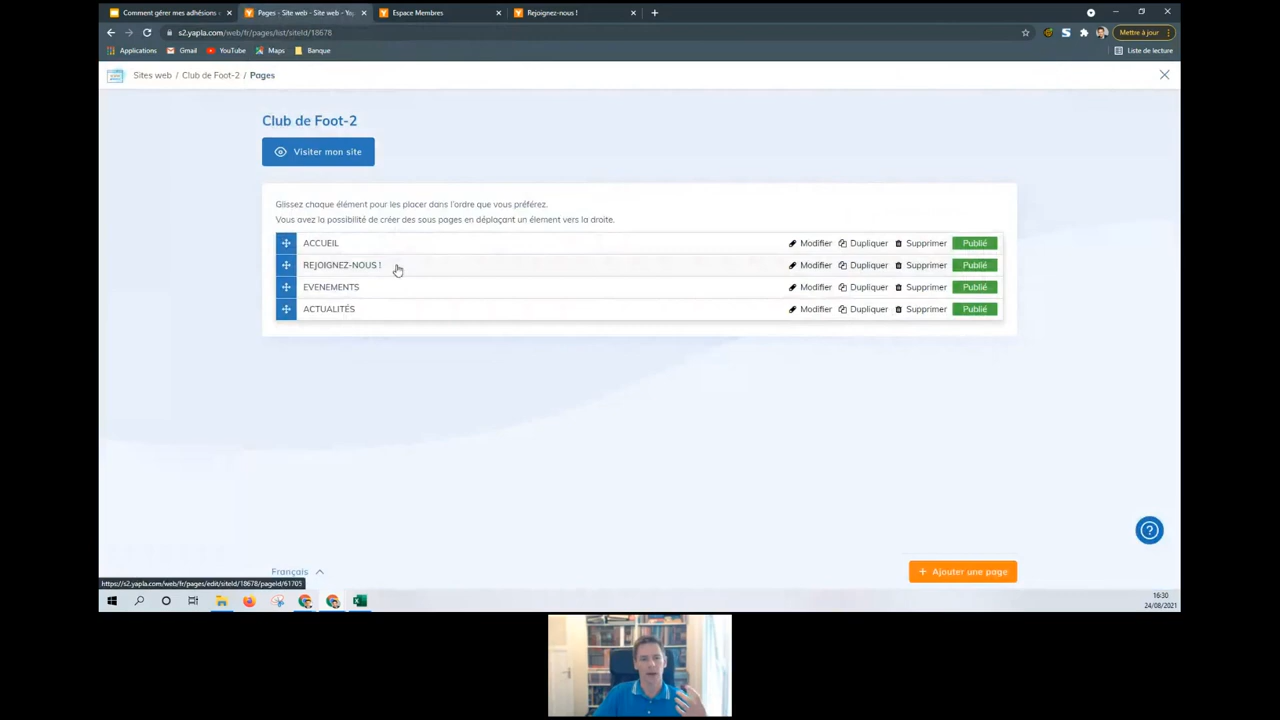 Comment gérer mes adhésions e
Pages - Site web - Site web - Ya
Espace Membres
Rejoignez-nous !
s2.yapla.com/web/fr/pages/list/siteId/18678
Mettre à jour
Applications
Gmail
YouTube
Maps
Banque
Liste de lecture
Sites web / Club de Foot-2 / Pages
Club de Foot-2
Visiter mon site
Glissez chaque élément pour les placer dans l'ordre que vous préférez.
Vous avez la possibilité de créer des sous pages en déplaçant un élement vers la droite.
ACCUEIL Modifier Dupliquer Supprimer Publié
REJOIGNEZ-NOUS ! Modifier Dupliquer Supprimer Publié
EVENEMENTS Modifier Dupliquer Supprimer Publié
ACTUALITÉS Modifier Dupliquer Supprimer Publié
Français
+ Ajouter une page
https://s2.yapla.com/web/fr/pages/edit/siteId/18678/pageId/61705
16:30
24/08/2021